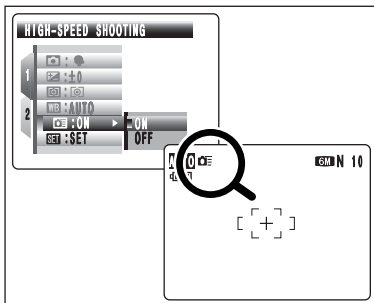 HIGH-SPEED SHOOTING
1
:±0
2
WB :AUTO
:ON ON
SET :SET OFF
6M N 10